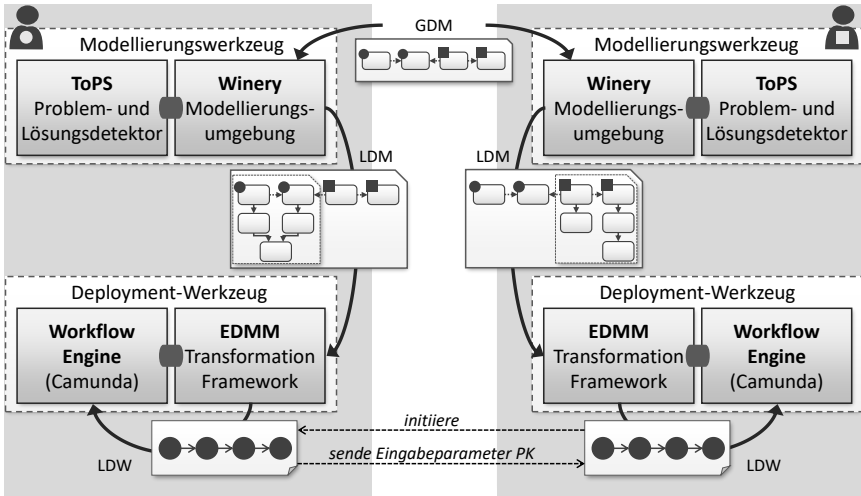 GDM
Modellierungswerkzeug
ToPS
Problem- und
Lösungsdetektor
Winery
Modellierungs-
umgebung
Modellierungswerkzeug
Winery
Modellierungs-
umgebung
ToPS
Problem- und
Lösungsdetektor
LDM
LDM
Deployment-Werkzeug
Workflow
Engine
(Camunda)
EDMM
Transformation
Framework
Deployment-Werkzeug
EDMM
Transformation
Framework
Workflow
Engine
(Camunda)
initiiere
sende Eingabeparameter PK
LDW
LDW